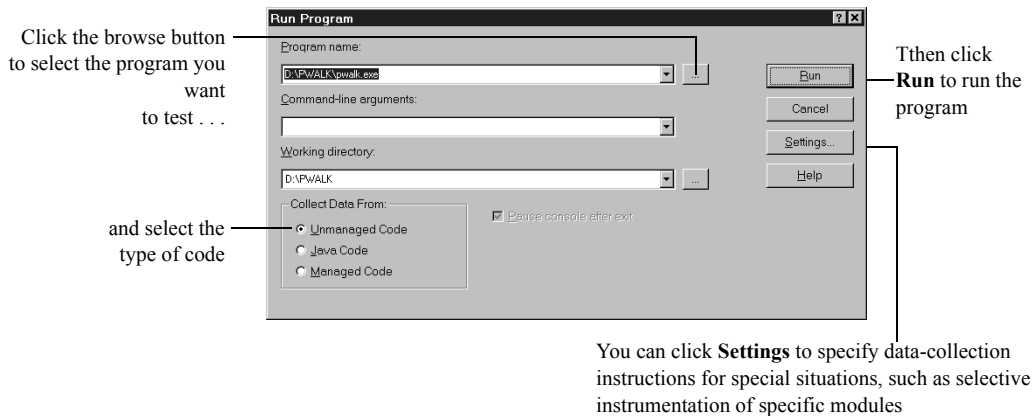 Run Program
Click the browse button
to select the program you
want
to test . . .
Program name:
D:\PWALK\pwalk.exe
...
Command-line arguments:
Working directory:
D:\PWALK
...
Collect Data From:
Unmanaged Code
Java Code
Managed Code
Pause console after exit
and select the
type of code
Run
Cancel
Settings...
Help
Tthen click
Run to run the
program
You can click Settings to specify data-collection
instructions for special situations, such as selective
instrumentation of specific modules